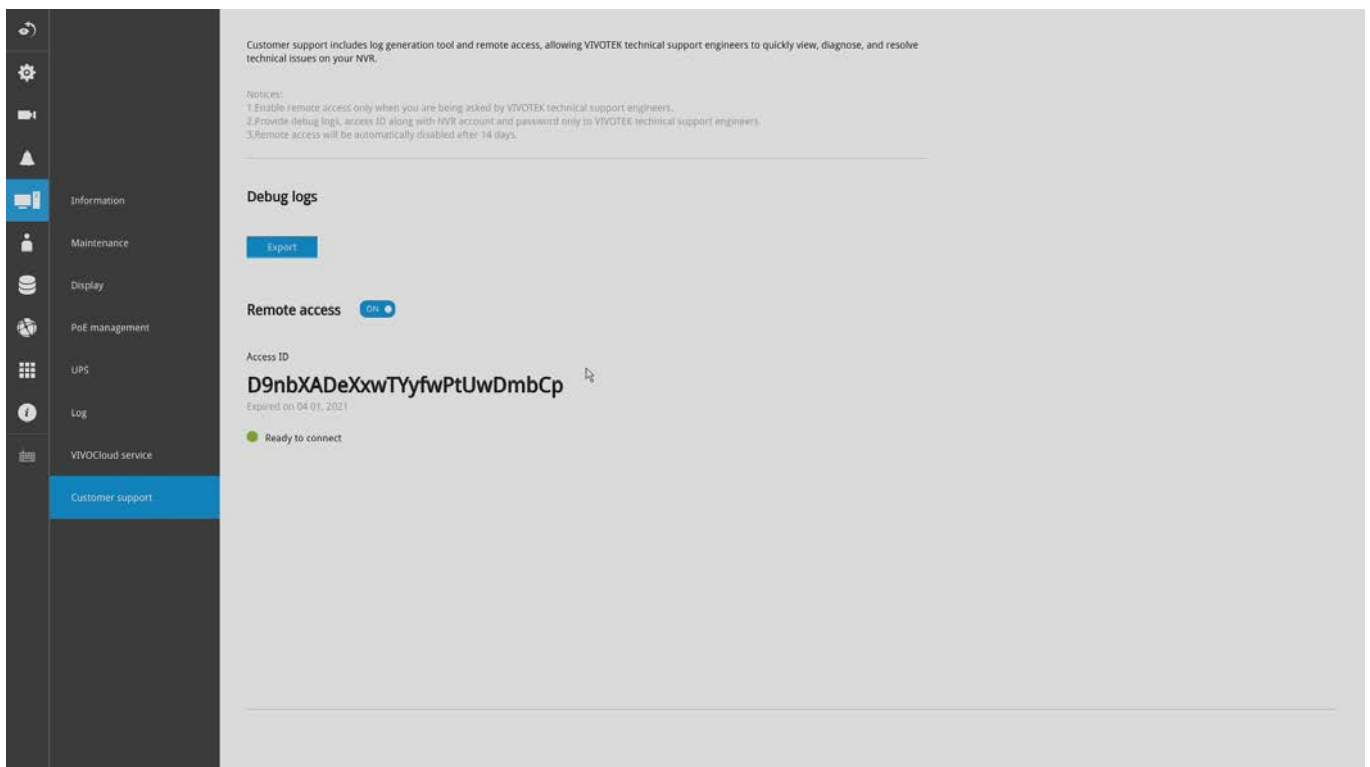 Customer support includes log generation tool and remote access, allowing VIVOTEK technical support engineers to quickly view, diagnose, and resolve
technical issues on your NVR.
Notices:
1.Enable remote access only when you are being asked by VIVOTEK technical support engineers.
2.Provide debug logs, access ID along with NVR account and password only to VIVOTEK technical support engineers.
3.Remote access will be automatically disabled after 14 days.
Information
Maintenance
Display
PoE management
UPS
Log
VIVOCloud service
Customer support
Debug logs
Export
Remote access ON
Access ID
D9nbXADeXxwTYyfwPtUwDmbCp
Expired on 04 01, 2021
Ready to connect